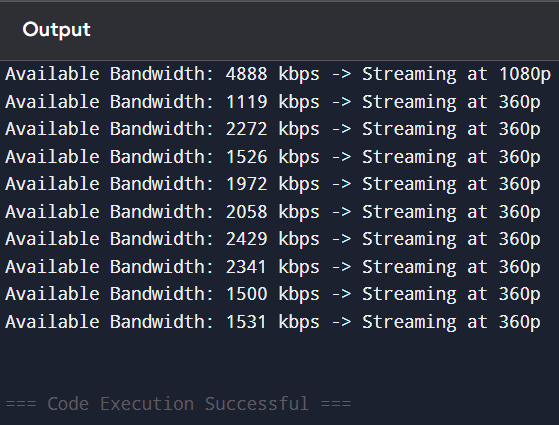 Output
Available Bandwidth: 4888 kbps -> Streaming at 1080p
Available Bandwidth: 1119 kbps -> Streaming at 360p
Available Bandwidth: 2272 kbps -> Streaming at 360p
Available Bandwidth: 1526 kbps -> Streaming at 360p
Available Bandwidth: 1972 kbps -> Streaming at 360p
Available Bandwidth: 2058 kbps -> Streaming at 360p
Available Bandwidth: 2429 kbps -> Streaming at 360p
Available Bandwidth: 2341 kbps -> Streaming at 360p
Available Bandwidth: 1500 kbps -> Streaming at 360p
Available Bandwidth: 1531 kbps -> Streaming at 360p
=== Code Execution Successful ===